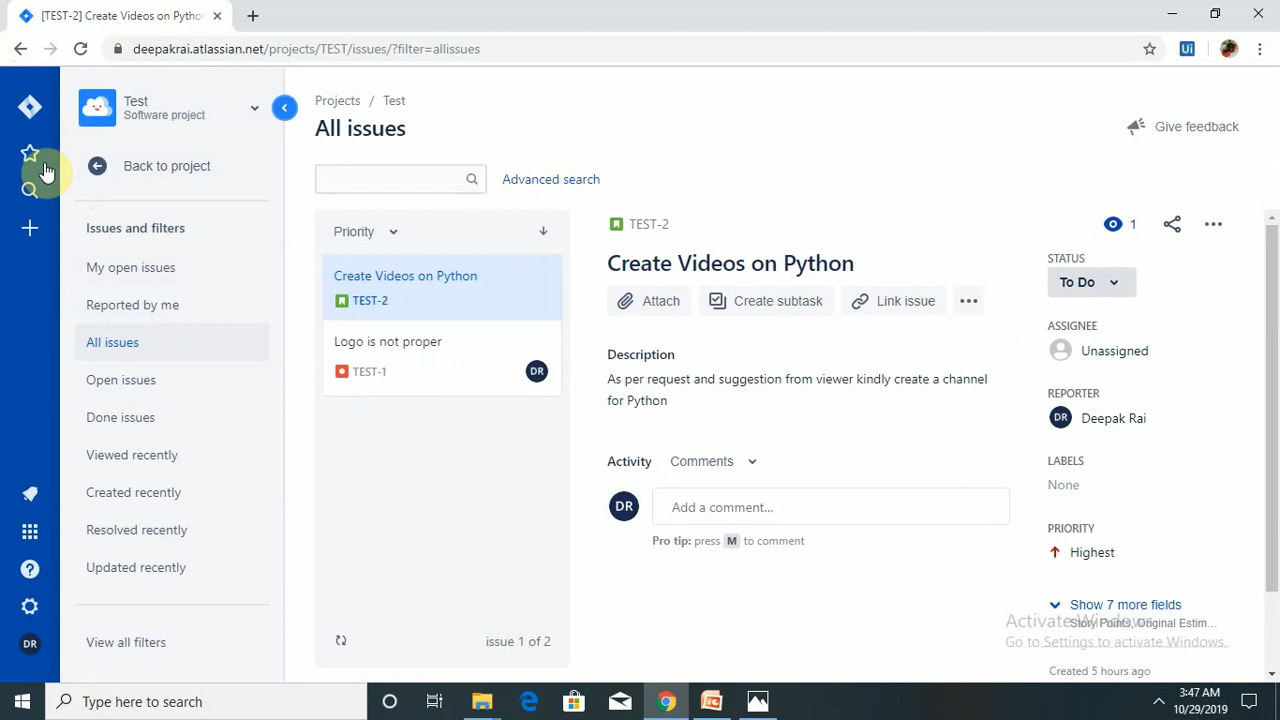 [TEST-2] Create Videos on Pytho
deepakrai.atlassian.net/projects/TEST/issues/?filter=allissues
Ui
Test
Software project
Back to project
Issues and filters
My open issues
Reported by me
All issues
Open issues
Done issues
Viewed recently
Created recently
Resolved recently
Updated recently
View all filters
DR
Projects / Test
All issues
Give feedback
Advanced search
Priority
Create Videos on Python
TEST-2
Logo is not proper
TEST-1
DR
issue 1 of 2
TEST-2
1
Create Videos on Python
Attach
Create subtask
Link issue
Description
As per request and suggestion from viewer kindly create a channel
for Python
Activity Comments
DR
Add a comment...
Pro tip: press M to comment
STATUS
To Do
ASSIGNEE
Unassigned
REPORTER
DR Deepak Rai
LABELS
None
PRIORITY
Highest
Show 7 more fields
Story Points, Original Estim...
Activate Windows
Go to Settings to activate Windows.
Created 5 hours ago
Type here to search
3:47 AM
10/29/2019